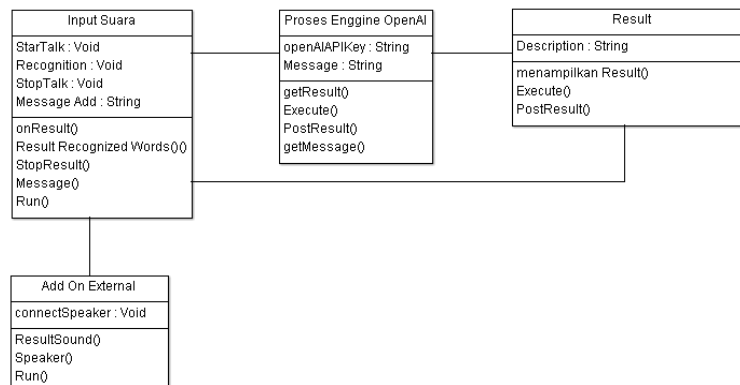 Input Suara
StarTalk : Void
Recognition : Void
StopTalk : Void
Message Add : String
onResult()
Result Recognized Words()()
StopResult()
Message()
Run()
Proses Enggine OpenAI
openAIAPIKey : String
Message : String
getResult()
Execute()
PostResult()
getMessage()
Result
Description : String
menampilkan Result()
Execute()
PostResult()
Add On External
connectSpeaker : Void
ResultSound()
Speaker()
Run()